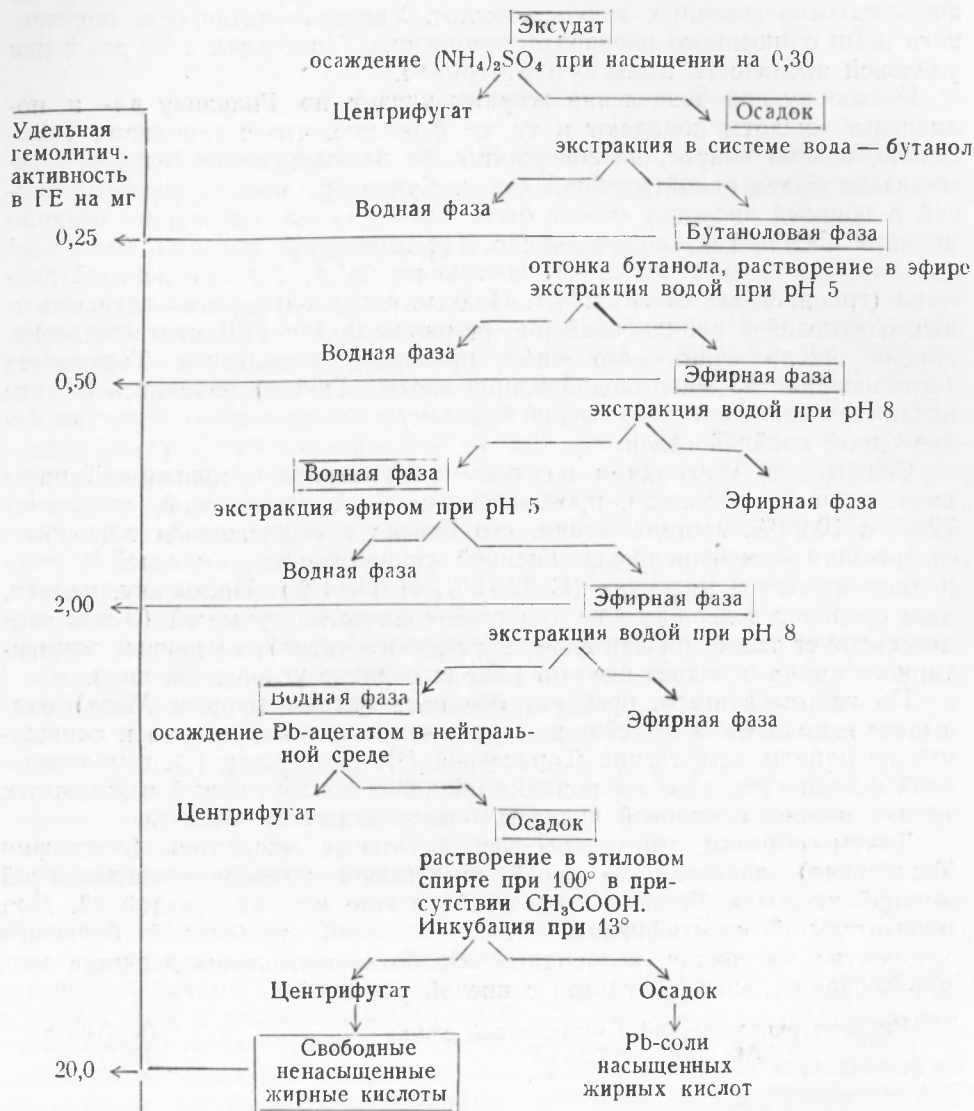 Эксудат
осаждение (NH₄)₂SO₄ при насыщении на 0,30
Центрифугат
Осадок
Удельная
гемолитич.
активность
в ГЕ на мг
экстракция в системе вода — бутанол
Водная фаза
0,25
Бутаноловая фаза
отгонка бутанола, растворение в эфире
экстракция водой при pH 5
Водная фаза
0,50
Эфирная фаза
экстракция водой при pH 8
Водная фаза
Эфирная фаза
экстракция эфиром при pH 5
Водная фаза
2,00
Эфирная фаза
экстракция водой при pH 8
Водная фаза
Эфирная фаза
осаждение Pb-ацетатом в нейтраль-
ной среде
Центрифугат
Осадок
растворение в этиловом
спирте при 100° в при-
сутствии CH₃COOH.
Инкубация при 13°
Центрифугат
Осадок
20,0
Свободные
ненасыщенные
жирные кислоты
Pb-соли
насыщенных
жирных кислот